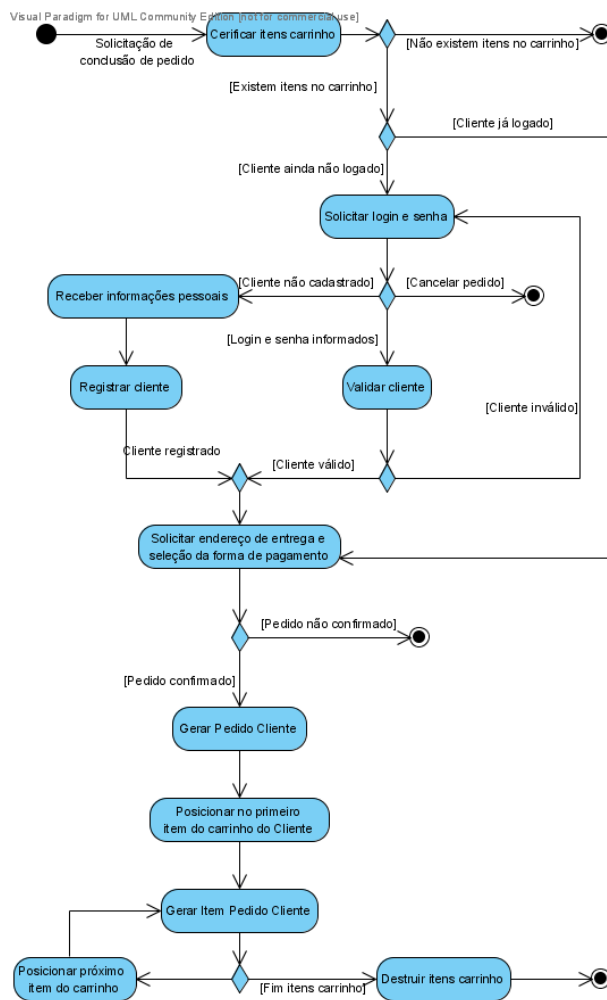 Visual Paradigm for UML Community Edition [not for commercial use]
Cerificar itens carrinho
Solicitação de
conclusão de pedido
[Não existem itens no carrinho]
[Existem itens no carrinho]
[Cliente já logado]
[Cliente ainda não logado]
Solicitar login e senha
[Cliente não cadastrado]
[Cancelar pedido]
Receber informações pessoais
[Login e senha informados]
Registrar cliente
Validar cliente
[Cliente inválido]
Cliente registrado
[Cliente válido]
Solicitar endereço de entrega e
seleção da forma de pagamento
[Pedido não confirmado]
[Pedido confirmado]
Gerar Pedido Cliente
Posicionar no primeiro
item do carrinho do Cliente
Gerar Item Pedido Cliente
Posicionar próximo
item do carrinho
[Fim itens carrinho]
Destruir itens carrinho